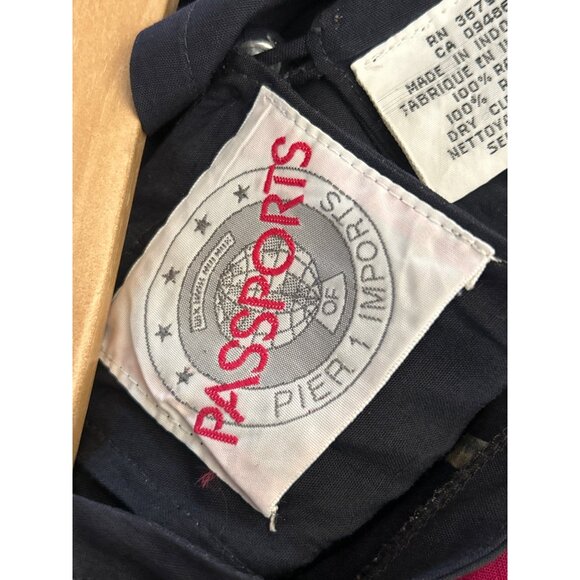 PASSPORTS
OF
PIER 1 IMPORTS
RN 3679
CA 0948
MADE IN INDO
FABRIQUE EN I
100% RA
100% R
DRY CL
NETTOYA
SE